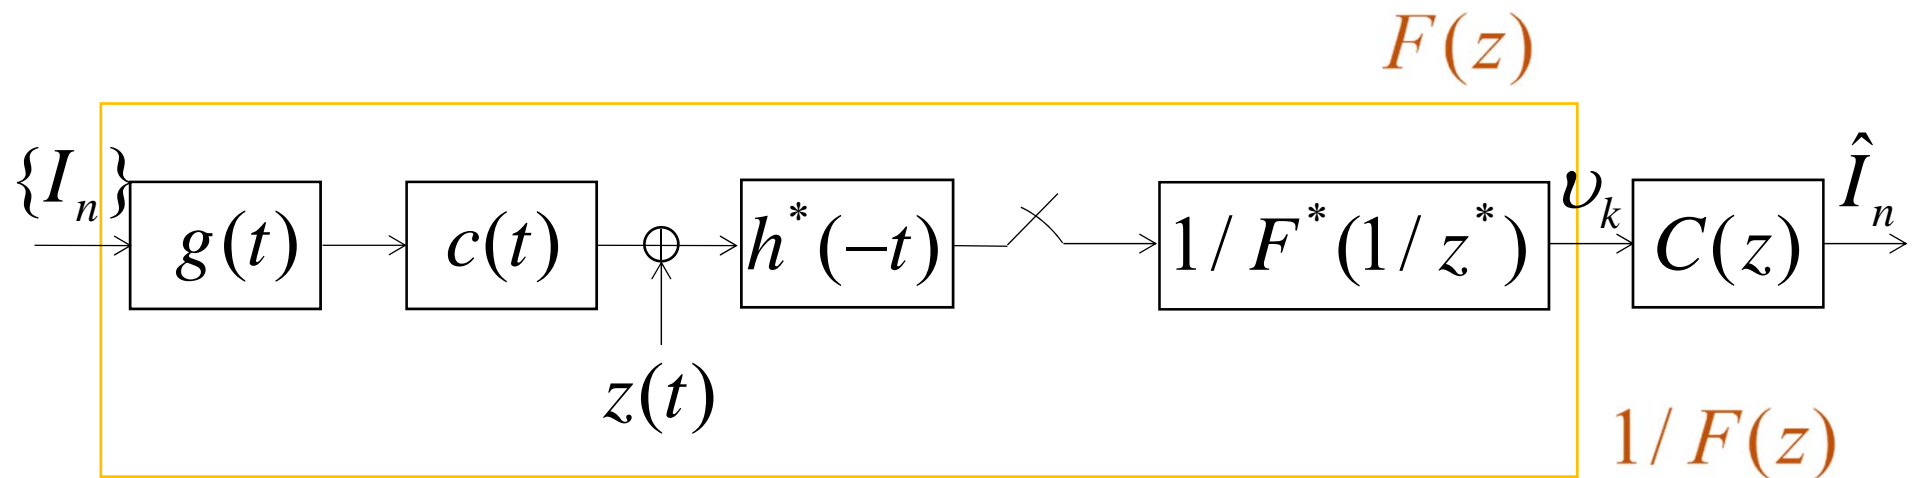 F(z)
{I_n}
g(t)
c(t)
h^*(−t)
1/F^*(1/z^*)
υ_k
C(z)
Î_n
z(t)
1/F(z)